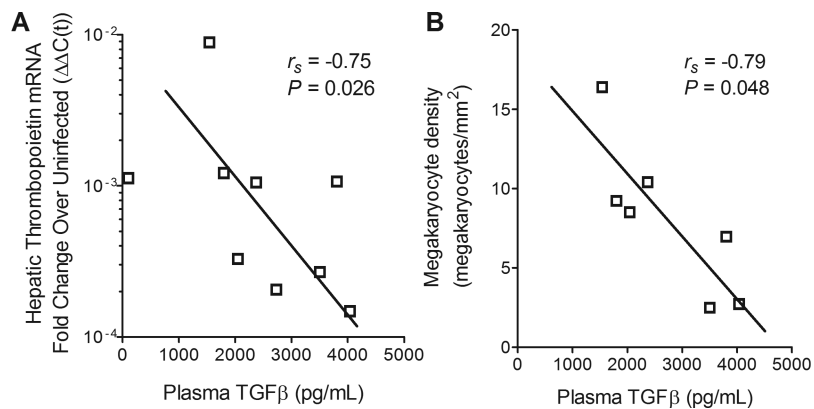 A
Hepatic Thrombopoietin mRNA
Fold Change Over Uninfected (ΔΔC(t))
10⁻²
10⁻³
10⁻⁴
r_s = -0.75
P = 0.026
0 1000 2000 3000 4000 5000
Plasma TGFβ (pg/mL)
B
Megakaryocyte density
(megakaryocytes/mm²)
20
15
10
5
0
r_s = -0.79
P = 0.048
0 1000 2000 3000 4000 5000
Plasma TGFβ (pg/mL)